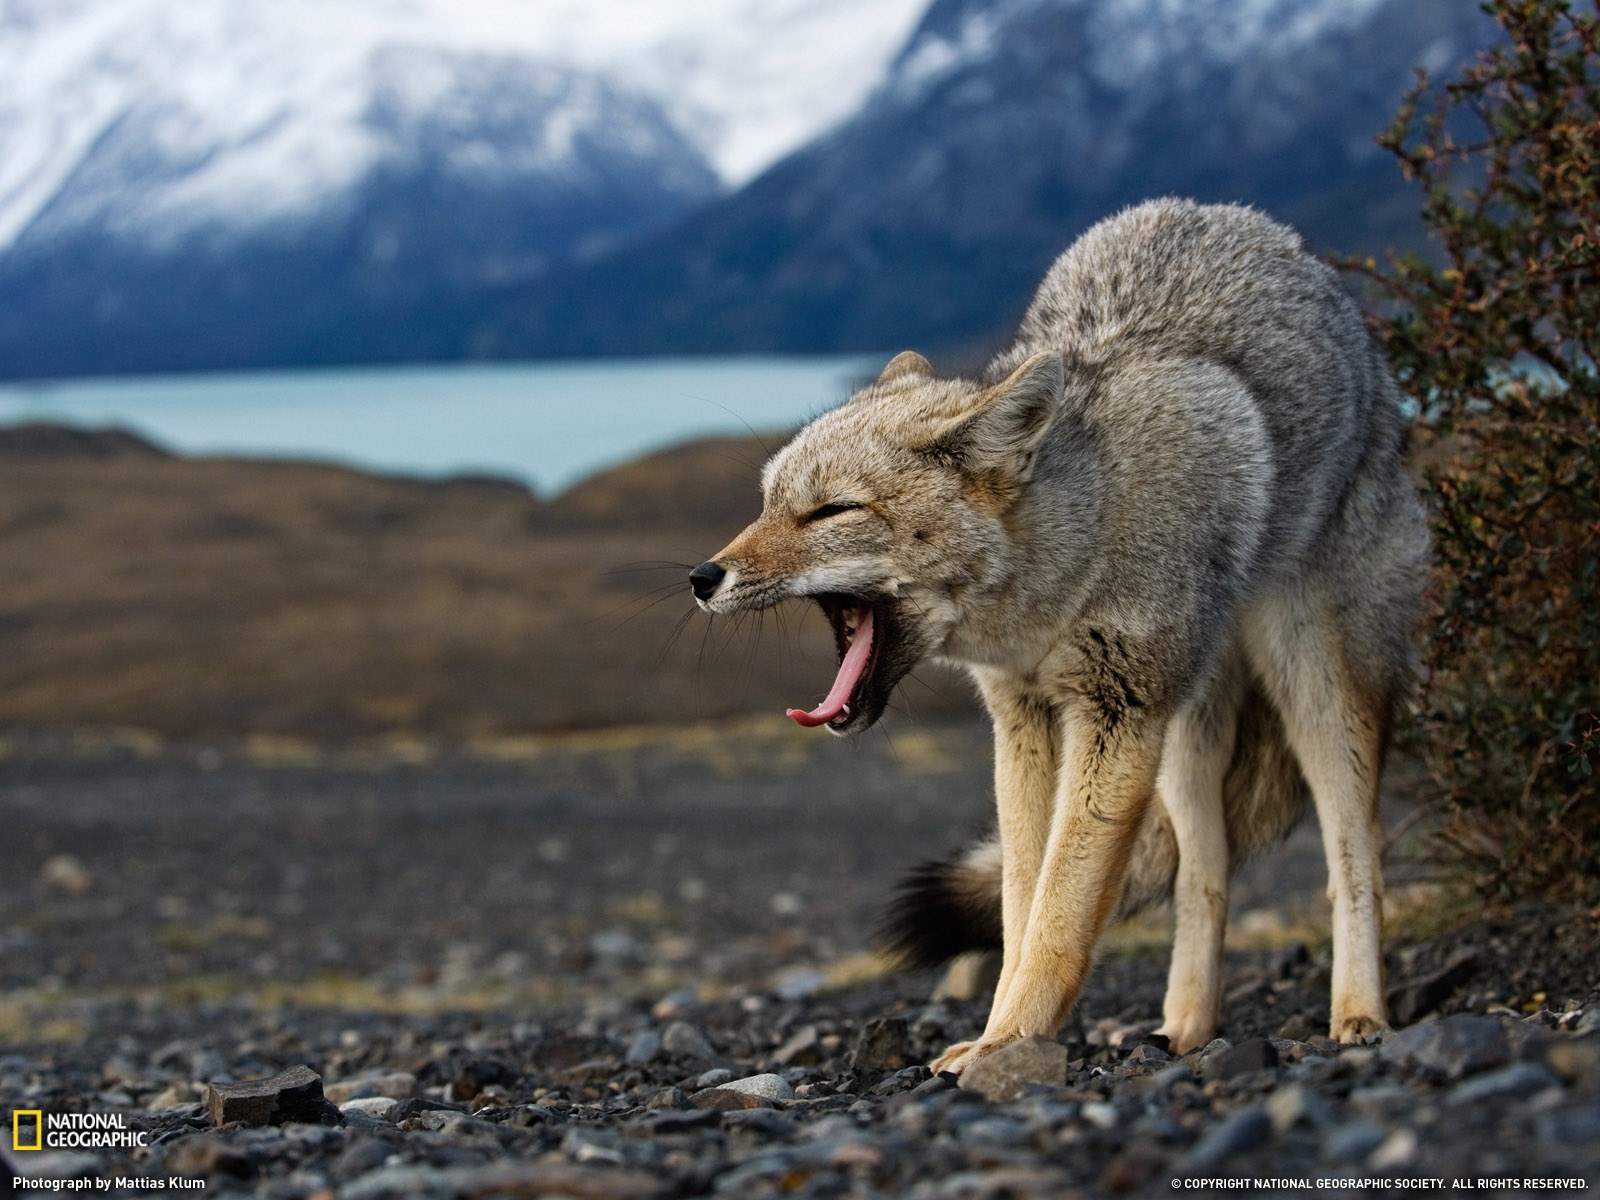 NATIONAL
GEOGRAPHIC
Photograph by Mattias Klum
© COPYRIGHT NATIONAL GEOGRAPHIC SOCIETY. ALL RIGHTS RESERVED.